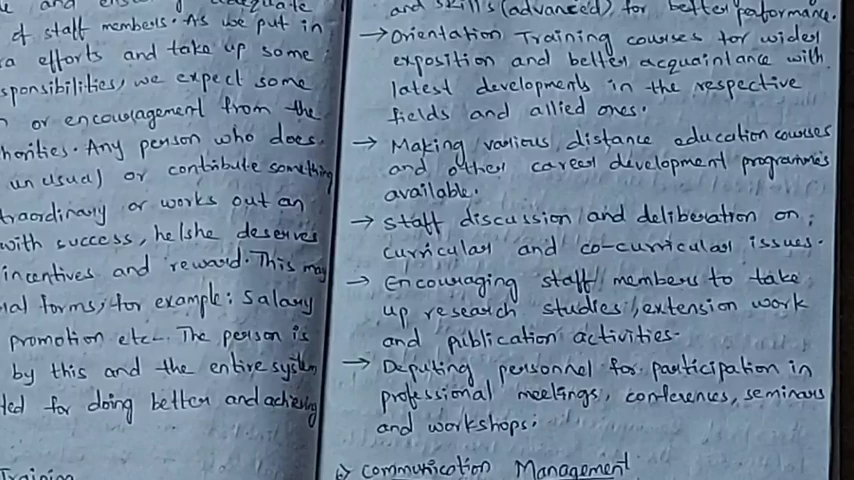 and
of staff members. As we put in
efforts and take up some
sponsibilities, we expect some
or encouragement from the
horities. Any person who does
unusual or contribute something
traordinary or works out an
with success, he/she deserves
incentives and reward. This may
ial forms, for example: salary
promotion etc. The person is
by this and the entire system
ted for doing better and achieving
Training
and skills (advanced) for better performance.
→ Orientation Training courses for wider
exposition and better acquaintance with
latest developments in the respective
fields and allied ones.
→ Making various distance education courses
and other career development programmes
available.
→ Staff discussion and deliberation on
curricular and co-curricular issues.
→ Encouraging staff members to take
up research studies, extension work
and publication activities.
→ Deputing personnel for participation in
professional meetings, conferences, seminars
and workshops.
6) Communication Management